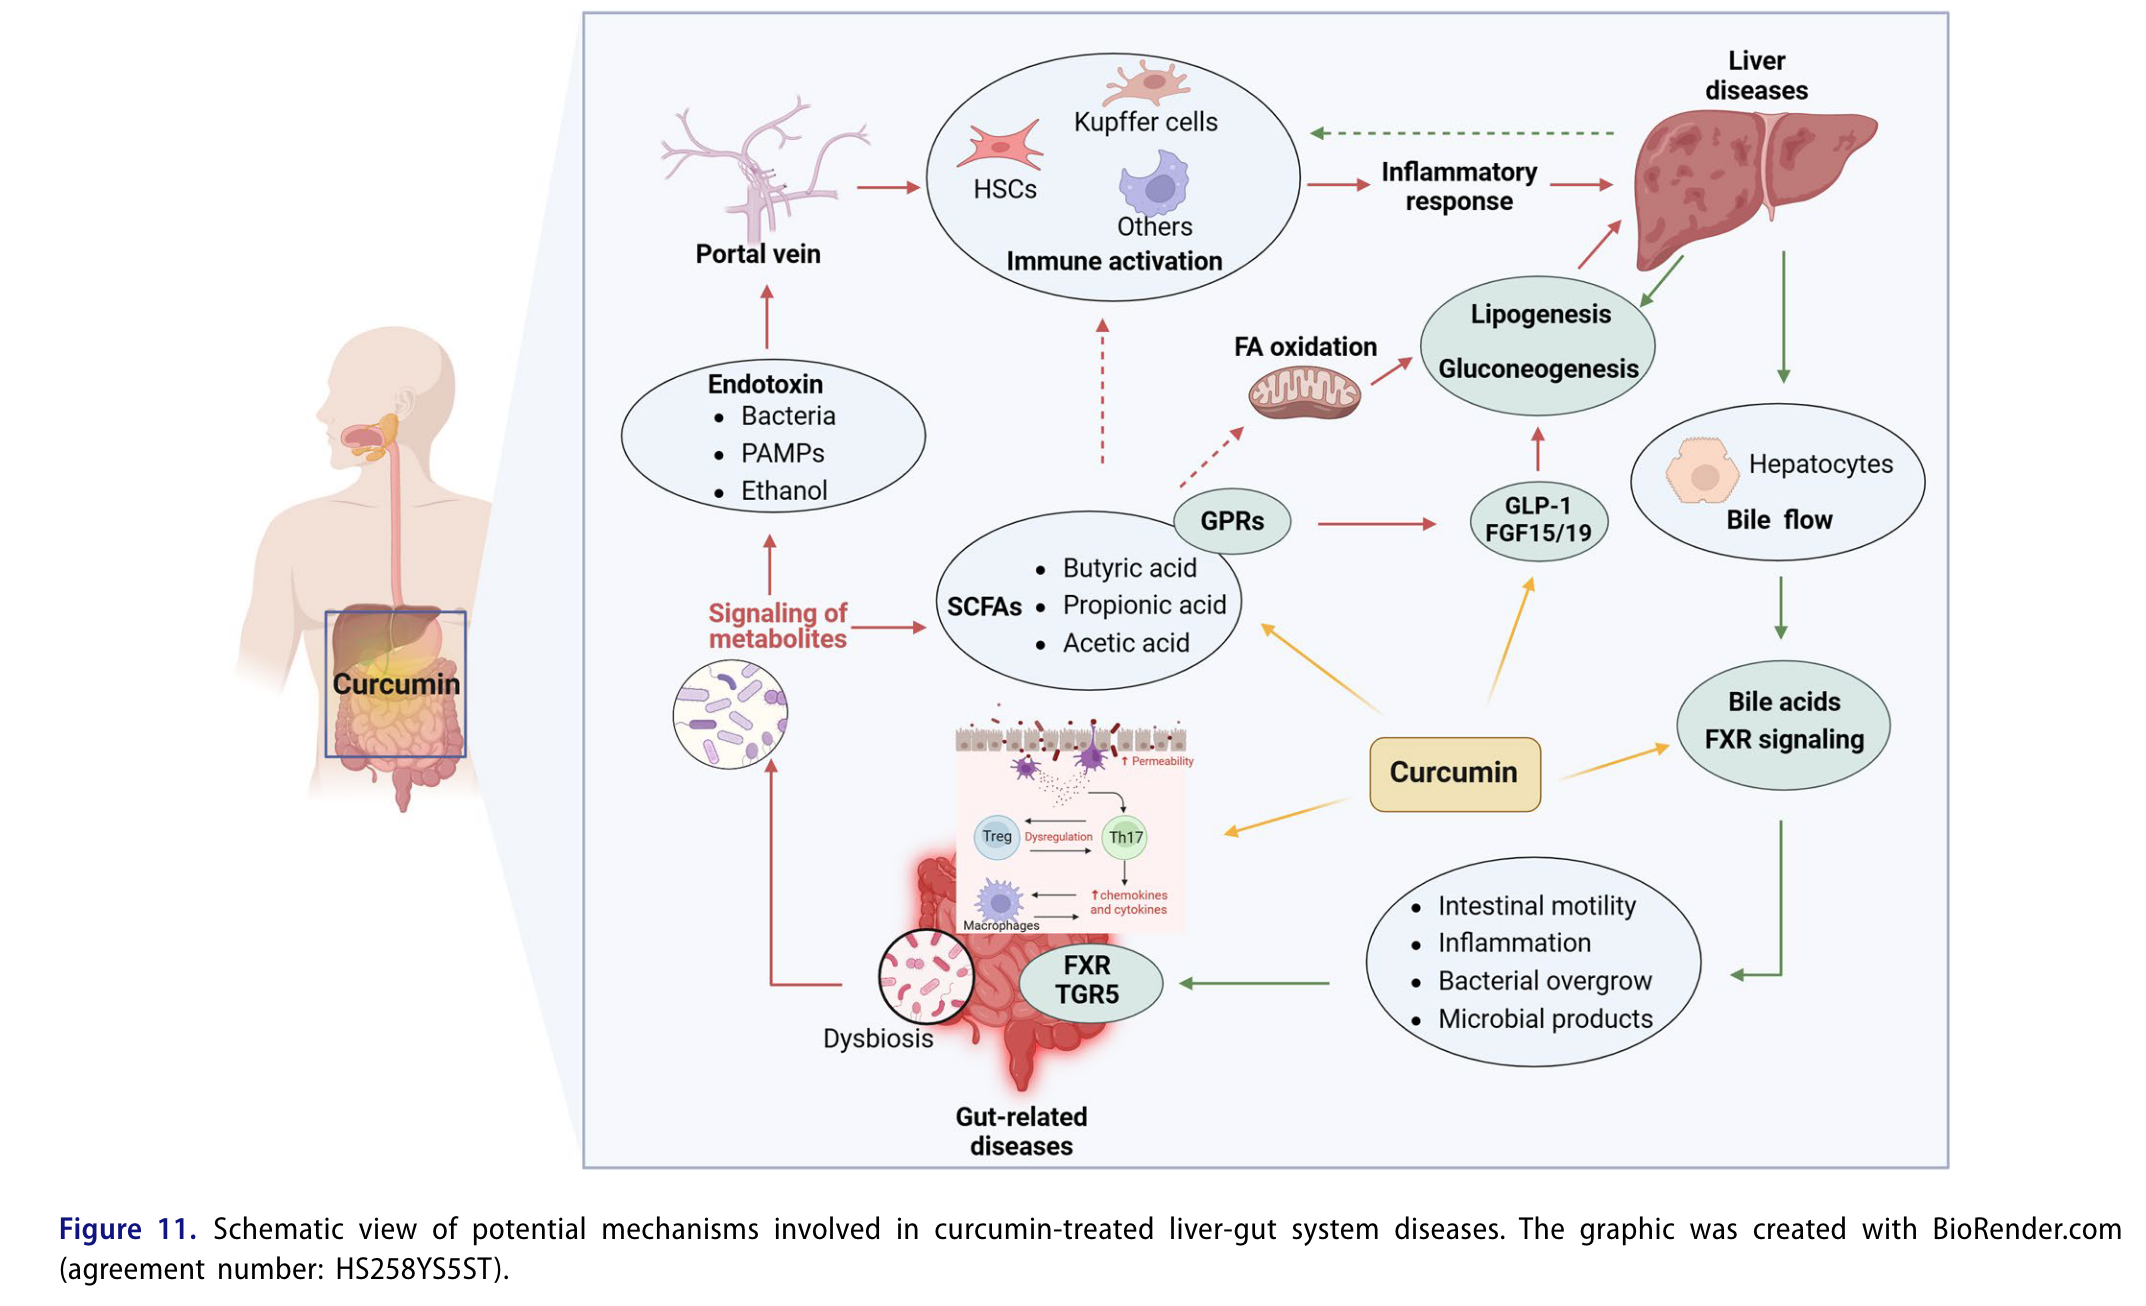 Liver
diseases
Kupffer cells
HSCs
Others
Immune activation
Inflammatory
response
Portal vein
Lipogenesis
Gluconeogenesis
FA oxidation
Endotoxin
• Bacteria
• PAMPs
• Ethanol
Hepatocytes
Bile flow
GPRs
GLP-1
FGF15/19
SCFAs
• Butyric acid
• Propionic acid
• Acetic acid
Signaling of
metabolites
Curcumin
Bile acids
FXR signaling
↑ Permeability
Curcumin
Treg
Dysregulation
Th17
↑chemokines
and cytokines
Macrophages
• Intestinal motility
• Inflammation
• Bacterial overgrow
• Microbial products
FXR
TGR5
Dysbiosis
Gut-related
diseases
Figure 11. Schematic view of potential mechanisms involved in curcumin-treated liver-gut system diseases. The graphic was created with BioRender.com
(agreement number: HS258YS5ST).